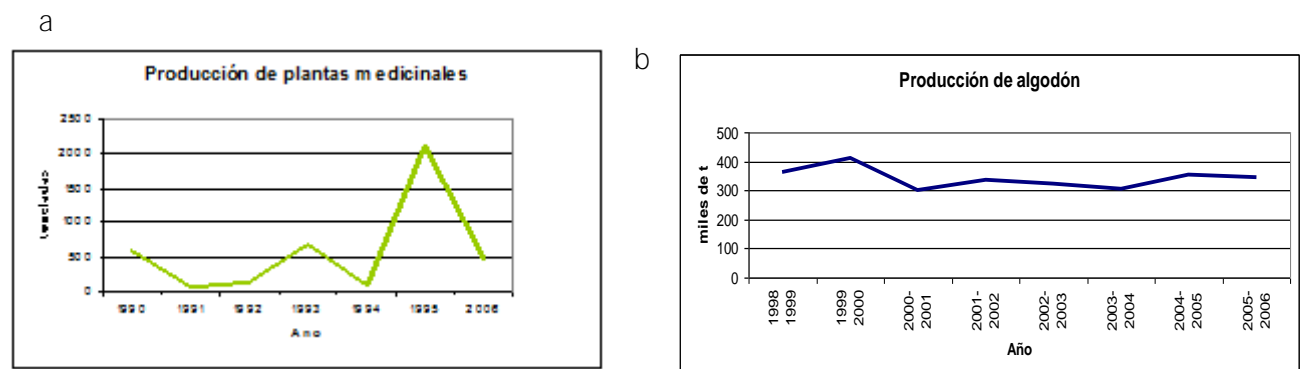 a
Producción de plantas medicinales
toneladas
2500
2000
1500
1000
500
0
1990 1991 1992 1993 1994 1995 2006
Ano
b
Producción de algodón
miles de t
500
400
300
200
100
0
1998 1999
1999 2000
2000- 2001
2001- 2002
2002- 2003
2003- 2004
2004- 2005
2005- 2006
Año